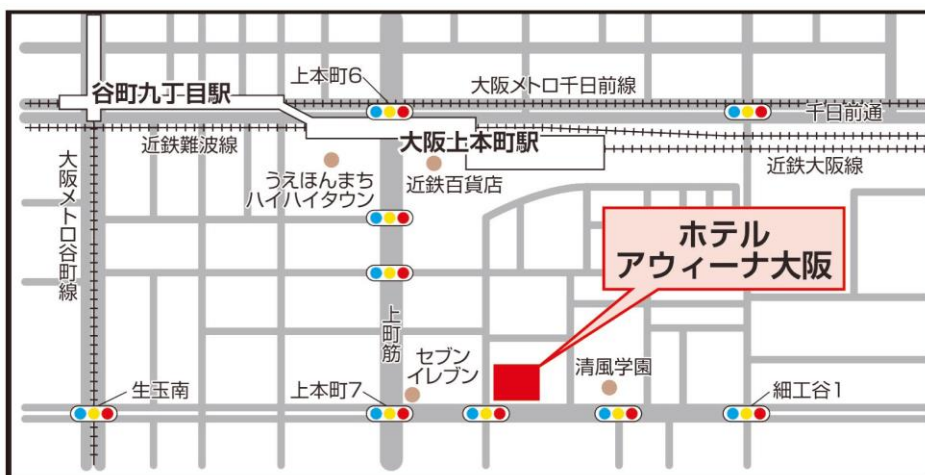 上本町6
大阪メトロ千日前線
谷町九丁目駅
千日前通
近鉄難波線
大阪上本町駅
近鉄大阪線
大阪メトロ谷町線
うえほんまち
ハイハイタウン
近鉄百貨店
ホテル
アウィーナ大阪
上町筋
セブン
イレブン
清風学園
生玉南
上本町7
細工谷1